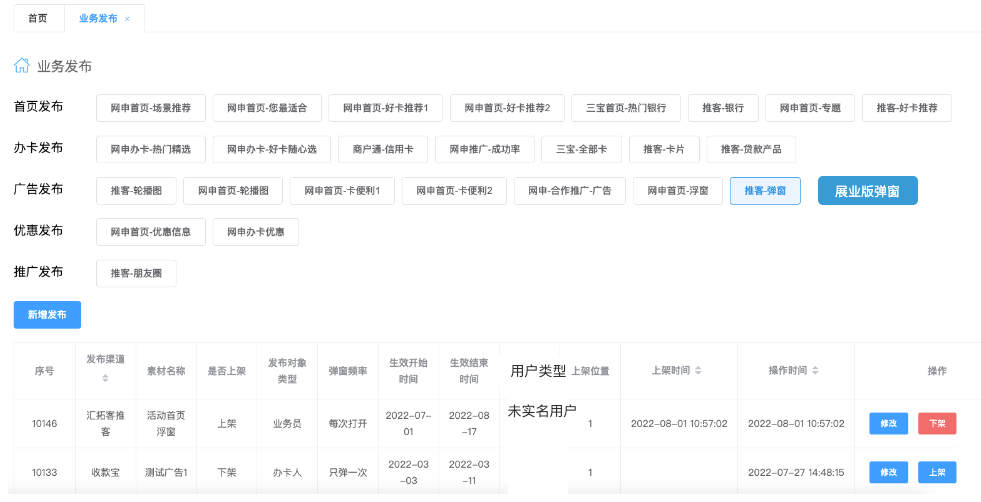 首页 业务发布 ×
业务发布
首页发布 网申首页-场景推荐 网申首页-您最适合 网申首页-好卡推荐1 网申首页-好卡推荐2 三宝首页-热门银行 推客-银行 网申首页-专题 推客-好卡推荐
办卡发布 网申办卡-热门精选 网申办卡-好卡随心选 商户通-信用卡 网申推广-成功率 三宝-全部卡 推客-卡片 推客-贷款产品
广告发布 推客-轮播图 网申首页-轮播图 网申首页-卡便利1 网申首页-卡便利2 网申-合作推广-广告 网申首页-浮窗 推客-弹窗 展业版弹窗
优惠发布 网申首页-优惠信息 网申办卡优惠
推广发布 推客-朋友圈
新增发布
序号 发布渠道 素材名称 是否上架 发布对象类型 弹窗频率 生效开始时间 生效结束时间 用户类型 上架位置 上架时间 操作时间 操作
10146 汇拓客推客 活动首页浮窗 上架 业务员 每次打开 2022-07-01 2022-08-17 未实名用户 1 2022-08-01 10:57:02 2022-08-01 10:57:02 修改 下架
10133 收款宝 测试广告1 下架 办卡人 只弹一次 2022-03-03 2022-03-11 1 2022-07-27 14:48:15 修改 上架